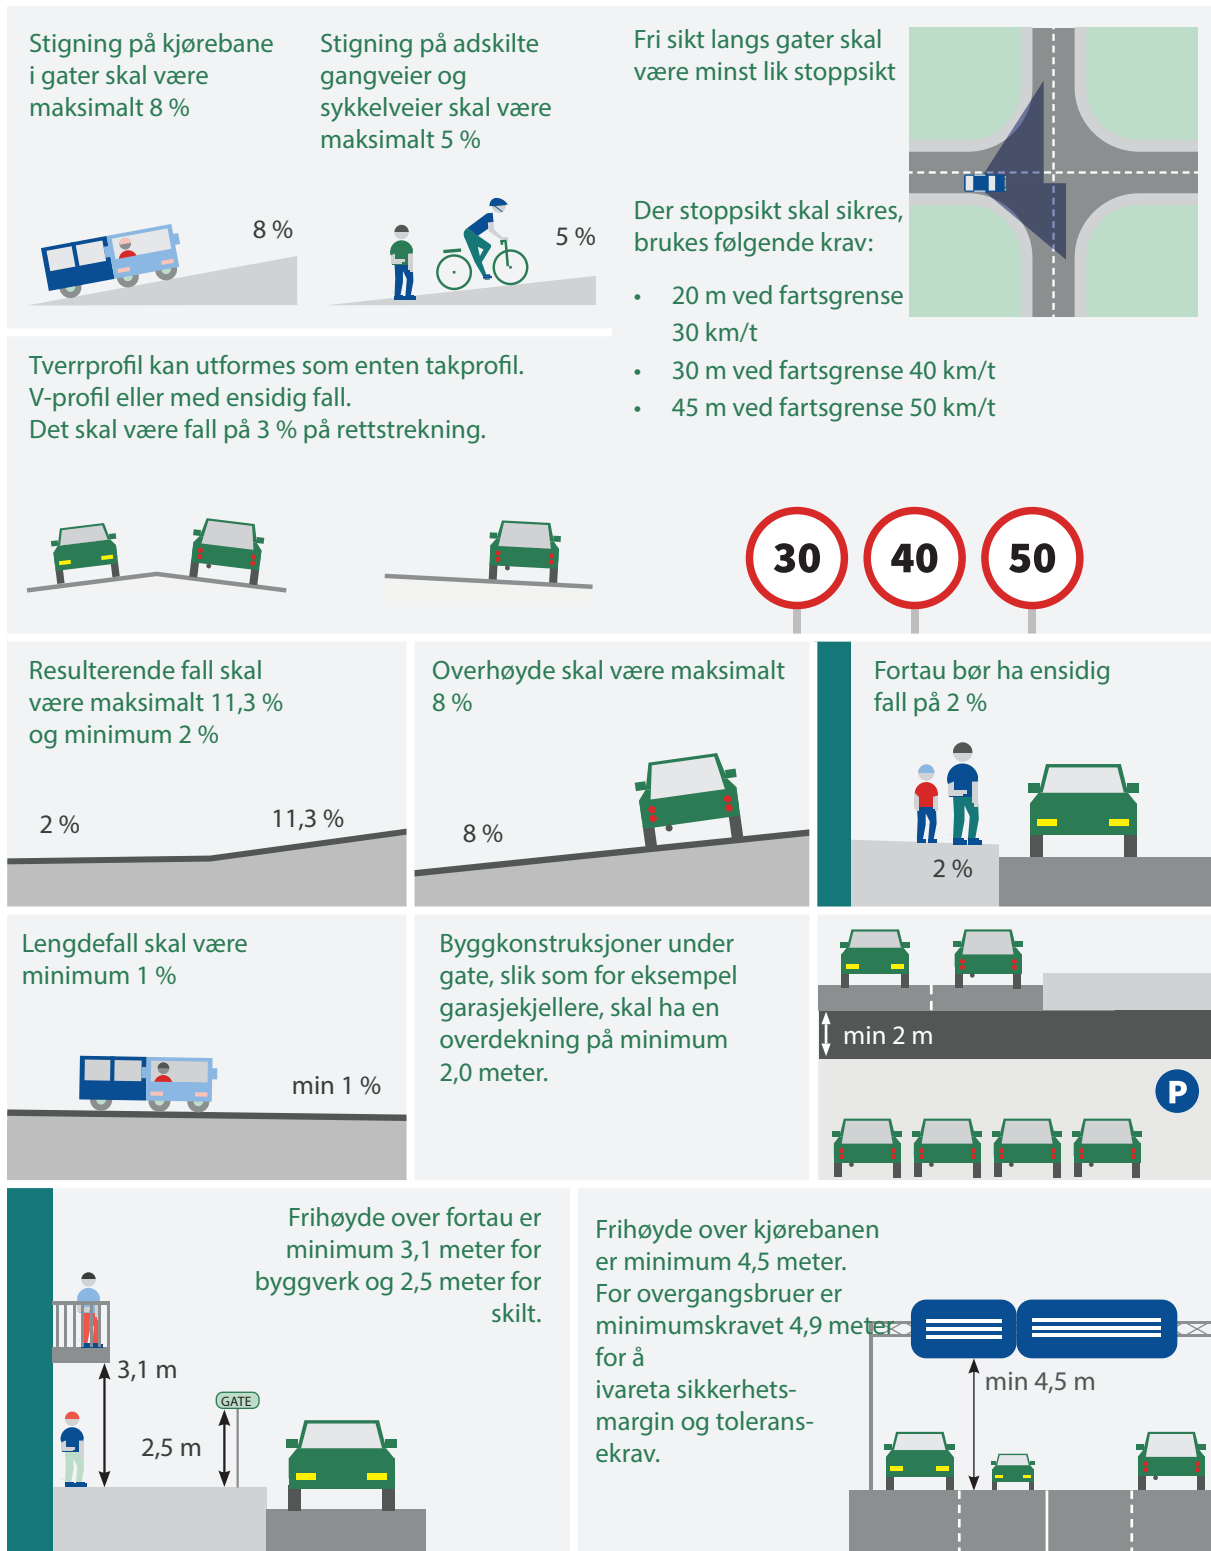 Stigning på kjørebane
i gater skal være
maksimalt 8 %
8 %
Stigning på adskilte
gangveier og
sykkelveier skal være
maksimalt 5 %
5 %
Fri sikt langs gater skal
være minst lik stoppsikt
Der stoppsikt skal sikres,
brukes følgende krav:
• 20 m ved fartsgrense
30 km/t
• 30 m ved fartsgrense 40 km/t
• 45 m ved fartsgrense 50 km/t
30 40 50
Tverrprofil kan utformes som enten takprofil.
V-profil eller med ensidig fall.
Det skal være fall på 3 % på rettstrekning.
Resulterende fall skal
være maksimalt 11,3 %
og minimum 2 %
2 %
11,3 %
Overhøyde skal være maksimalt
8 %
8 %
Fortau bør ha ensidig
fall på 2 %
2 %
Lengdefall skal være
minimum 1 %
min 1 %
Byggkonstruksjoner under
gate, slik som for eksempel
garasjekjellere, skal ha en
overdekning på minimum
2,0 meter.
min 2 m
P
Frihøyde over fortau er
minimum 3,1 meter for
byggverk og 2,5 meter for
skilt.
3,1 m
GATE
2,5 m
Frihøyde over kjørebanen
er minimum 4,5 meter.
For overgangsbruer er
minimumskravet 4,9 meter
for å
ivareta sikkerhets-
margin og tolerans-
ekrav.
min 4,5 m